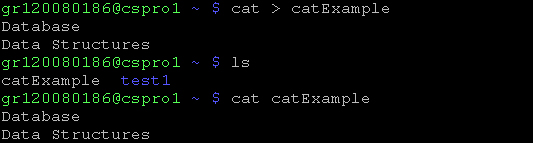 gr120080186@cspro1 ~ $ cat > catExample
Database
Data Structures
gr120080186@cspro1 ~ $ ls
catExample  test1
gr120080186@cspro1 ~ $ cat catExample
Database
Data Structures